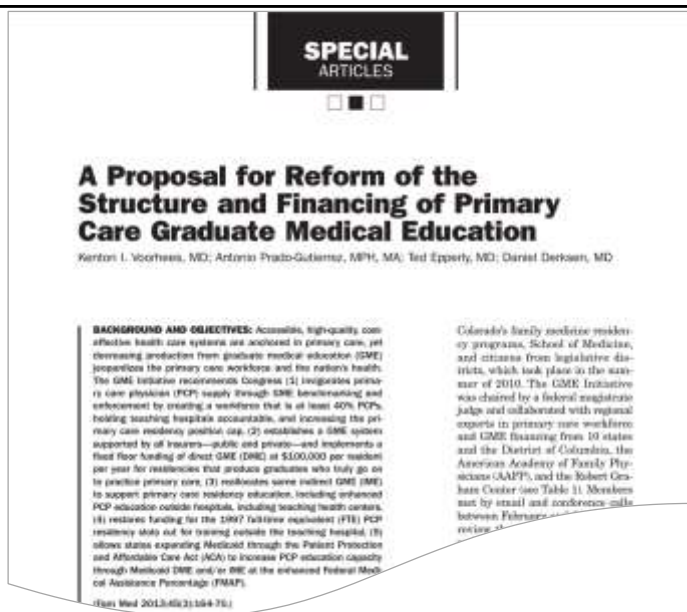 SPECIAL
ARTICLES
A Proposal for Reform of the
Structure and Financing of Primary
Care Graduate Medical Education
Kenton I. Voorhees, MD; Antonio Prado-Gutierrez, MPH, MA; Ted Epperly, MD; Daniel Derksen, MD
BACKGROUND AND OBJECTIVES: Accessible, high-quality, cost-
effective health care systems are anchored in primary care, yet
decreasing production from graduate medical education (GME)
jeopardizes the primary care workforce and the nation's health.
The GME Initiative recommends Congress (1) invigorates prima-
ry care physician (PCP) supply through GME benchmarking and
enforcement by creating a workforce that is at least 40% PCPs,
holding teaching hospitals accountable, and increasing the pri-
mary care residency position cap, (2) establishes a GME system
supported by all insurers—public and private—and implements a
fixed floor funding of direct GME (DME) at $100,000 per resident
per year for residencies that produce graduates who truly go on
to practice primary care, (3) reallocates some indirect GME (IME)
to support primary care residency education, including enhanced
PCP education outside hospitals, including teaching health centers,
(4) restores funding for the 1997 full-time equivalent (FTE) PCP
residency slots cut for training outside the teaching hospital, (5)
allows states expanding Medicaid through the Patient Protection
and Affordable Care Act (ACA) to increase PCP education capacity
through Medicaid DME and/or IME at the enhanced Federal Medi-
cal Assistance Percentage (FMAP).
(Fam Med 2013;45(3):164-70.)
Colorado's family medicine residen-
cy programs, School of Medicine,
and citizens from legislative dis-
tricts, which took place in the sum-
mer of 2010. The GME Initiative
was chaired by a federal magistrate
judge and collaborated with regional
experts in primary care workforce
and GME financing from 10 states
and the District of Columbia, the
American Academy of Family Phy-
sicians (AAFP), and the Robert Gra-
ham Center (see Table 1). Members
met by email and conference calls
between February
review